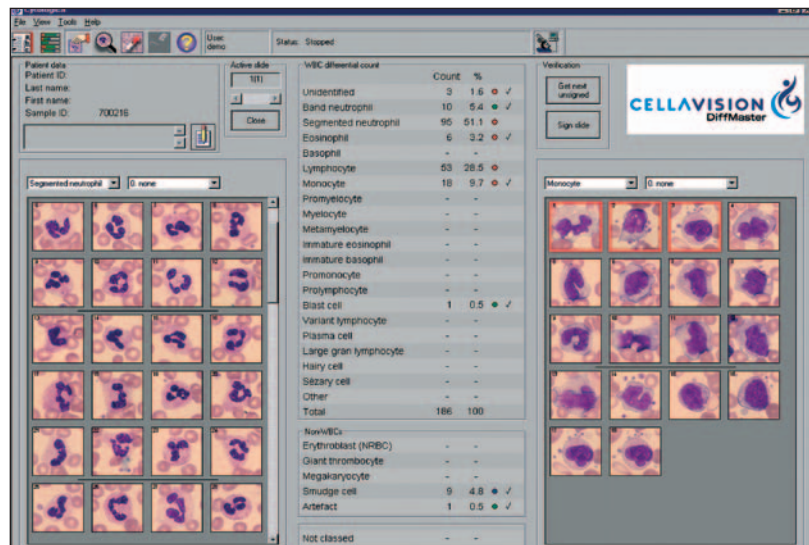 File View Tools Help
User:
demo
Status: Stopped
Patient data
Patient ID:
Last name:
First name:
Sample ID: 700216
Active slide
1(1)
Close
WBC differential count
Count %
Unidentified 3 1.6 ✓
Band neutrophil 10 5.4 ✓
Segmented neutrophil 95 51.1
Eosinophil 6 3.2 ✓
Basophil - -
Lymphocyte 53 28.5
Monocyte 18 9.7 ✓
Promyelocyte - -
Myelocyte - -
Metamyelocyte - -
Immature eosinophil - -
Immature basophil - -
Promonocyte - -
Prolymphocyte - -
Blast cell 1 0.5 ✓
Variant lymphocyte - -
Plasma cell - -
Large gran lymphocyte - -
Hairy cell - -
Sézary cell - -
Other - -
Total 186 100
Non WBCs
Erythroblast (NRBC) - -
Giant thrombocyte - -
Megakaryocyte - -
Smudge cell 9 4.8 ✓
Artefact 1 0.5 ✓
Not classed - -
Verification
Get next
unsigned
Sign slide
CELLAVISION
DiffMaster
Segmented neutrophil
0. none
Monocyte
0. none